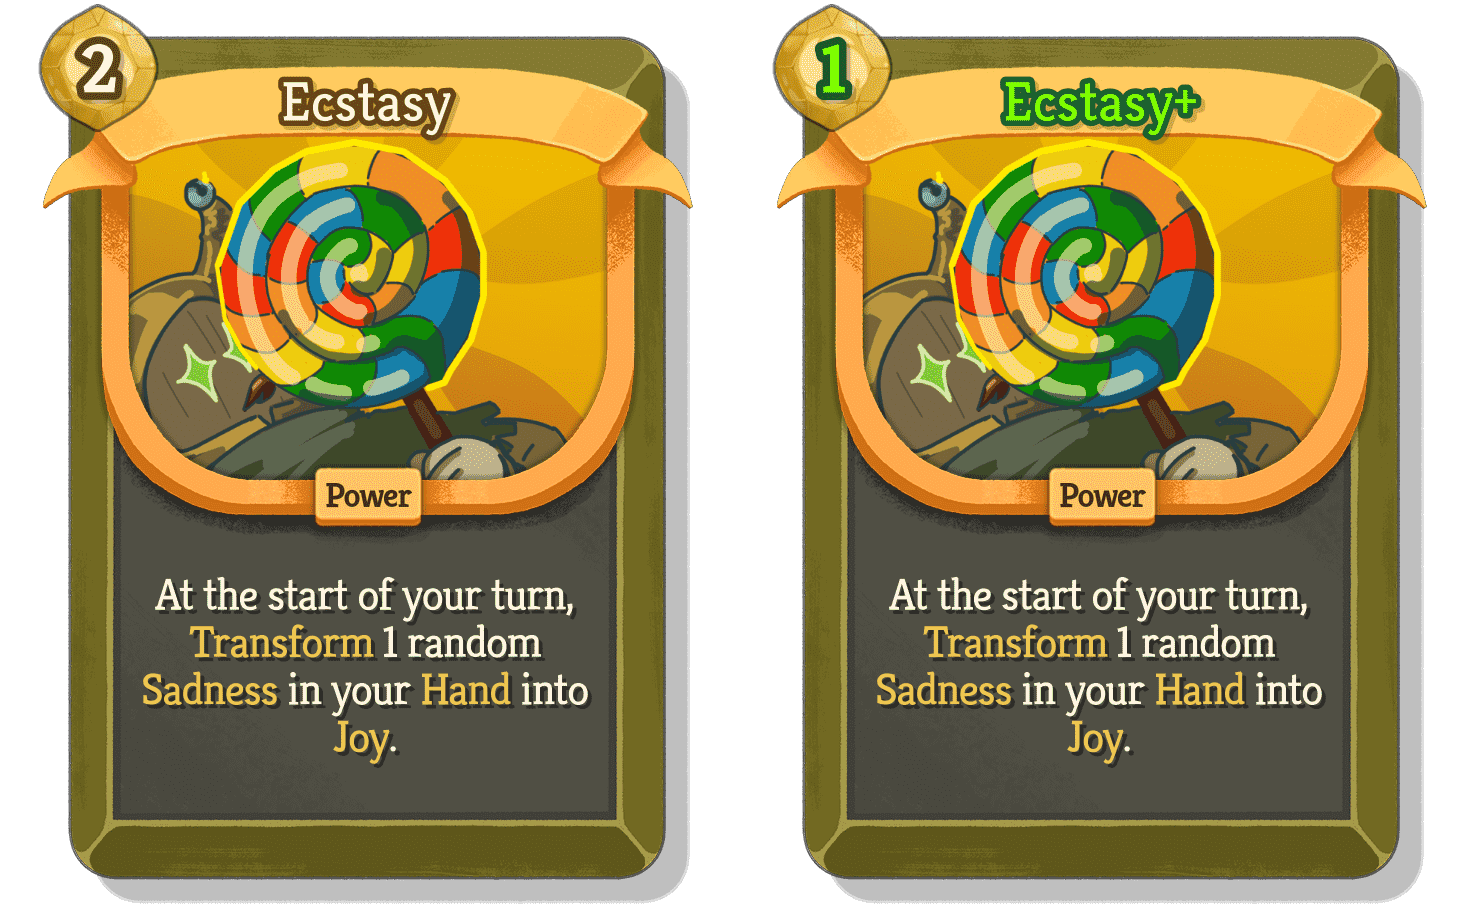 2
Ecstasy
Power
At the start of your turn,
Transform 1 random
Sadness in your Hand into
Joy.
1
Ecstasy+
Power
At the start of your turn,
Transform 1 random
Sadness in your Hand into
Joy.